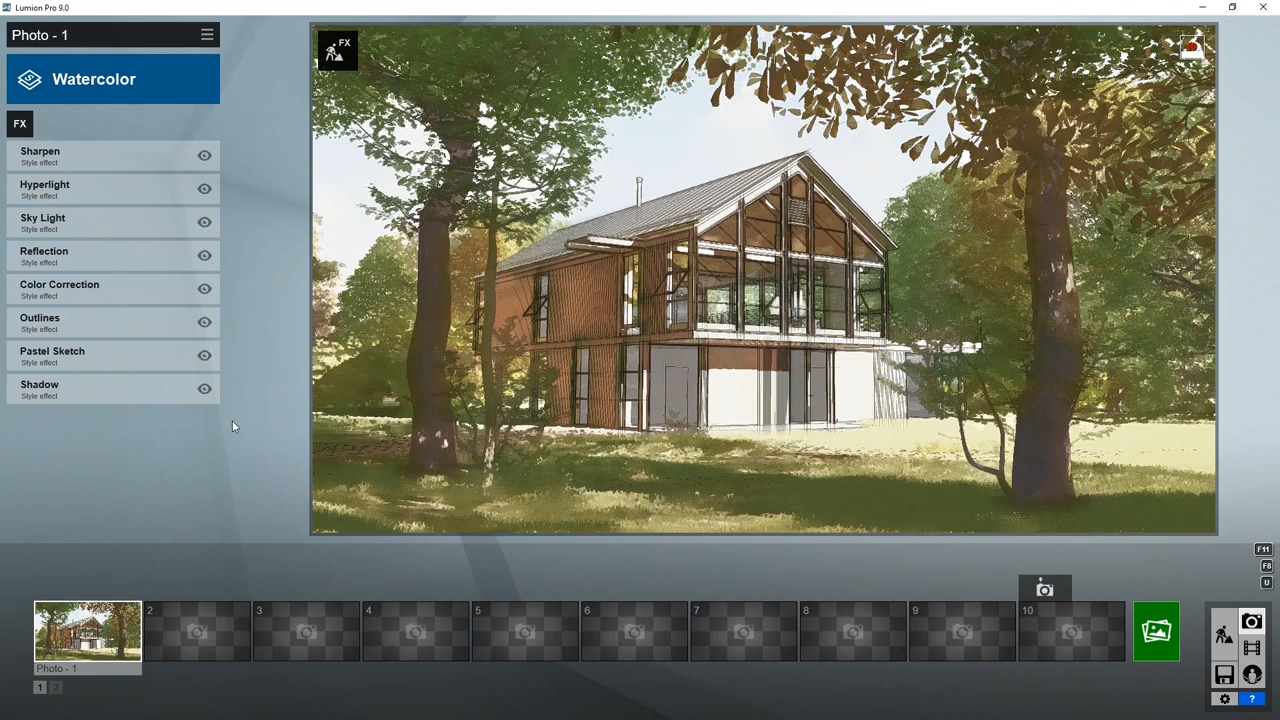 Lumion Pro 9.0
Photo - 1
Watercolor
FX
Sharpen
Style effect
Hyperlight
Style effect
Sky Light
Style effect
Reflection
Style effect
Color Correction
Style effect
Outlines
Style effect
Pastel Sketch
Style effect
Shadow
Style effect
FX
F11
F8
U
2
3
4
5
6
7
8
9
10
Photo - 1
1
2
?